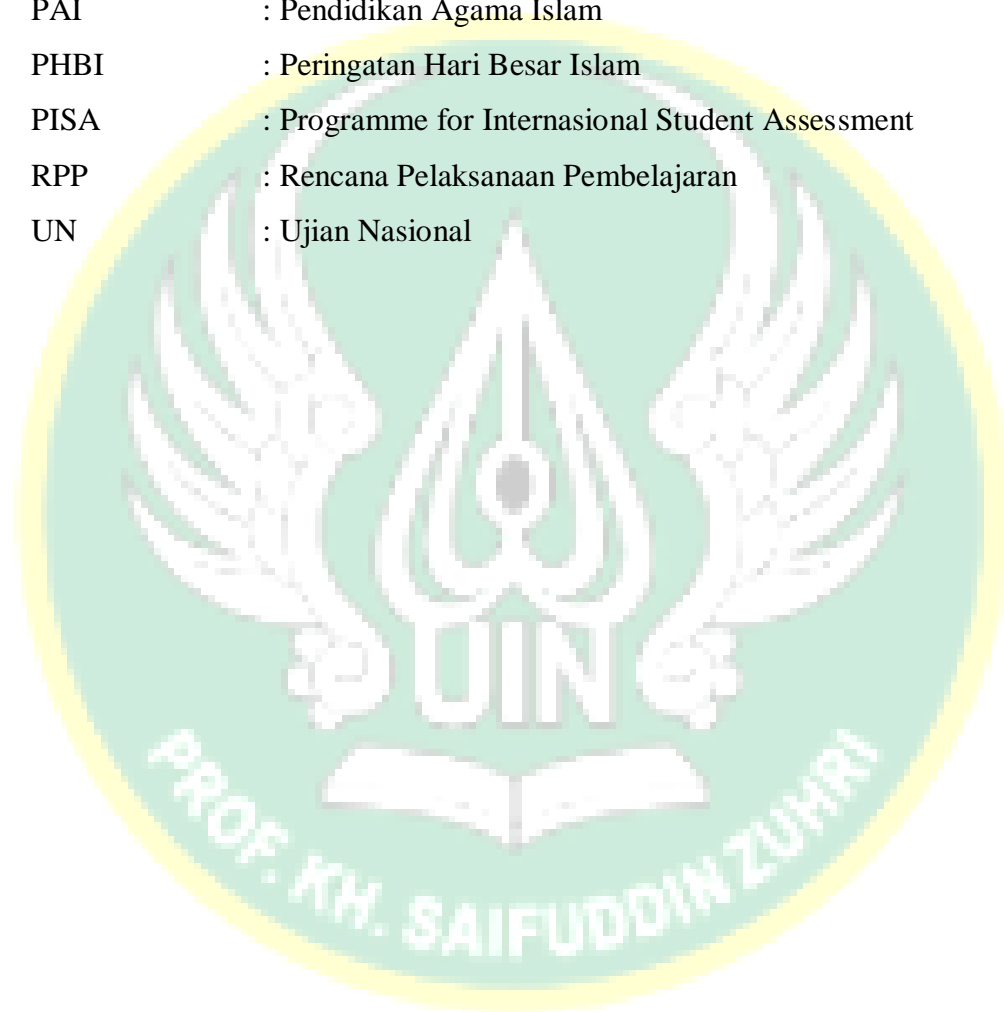 PAI : Pendidikan Agama Islam
PHBI : Peringatan Hari Besar Islam
PISA : Programme for Internasional Student Assessment
RPP : Rencana Pelaksanaan Pembelajaran
UN : Ujian Nasional
UIN
PROF. KH. SAIFUDDIN ZUHRI